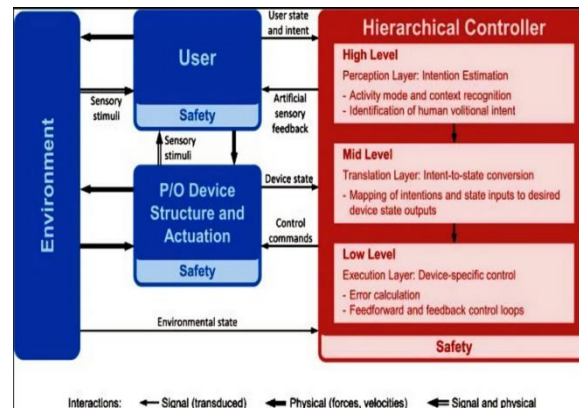 Environment
User
Safety
P/O Device
Structure and
Actuation
Safety
Sensory
stimuli
Sensory
stimuli
User state
and intent
Artificial
sensory
feedback
Device state
Control
commands
Environmental state
Hierarchical Controller
High Level
Perception Layer: Intention Estimation
- Activity mode and context recognition
- Identification of human volitional intent
Mid Level
Translation Layer: Intent-to-state conversion
- Mapping of intentions and state inputs to desired
device state outputs
Low Level
Execution Layer: Device-specific control
- Error calculation
- Feedforward and feedback control loops
Safety
Interactions: Signal (transduced) Physical (forces, velocities) Signal and physical